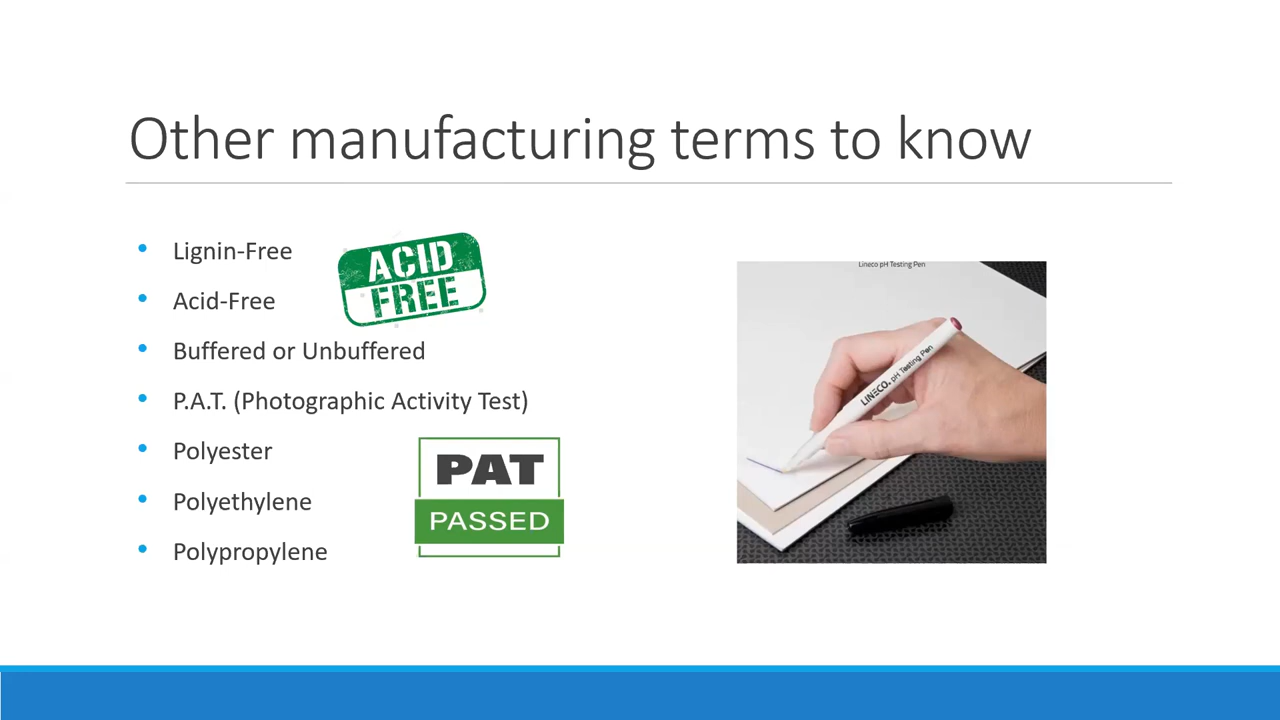 Other manufacturing terms to know
Lignin-Free
Acid-Free
Buffered or Unbuffered
P.A.T. (Photographic Activity Test)
Polyester
Polyethylene
Polypropylene
ACID
FREE
PAT
PASSED
Lineco pH Testing Pen
LINECO. pH Testing Pen